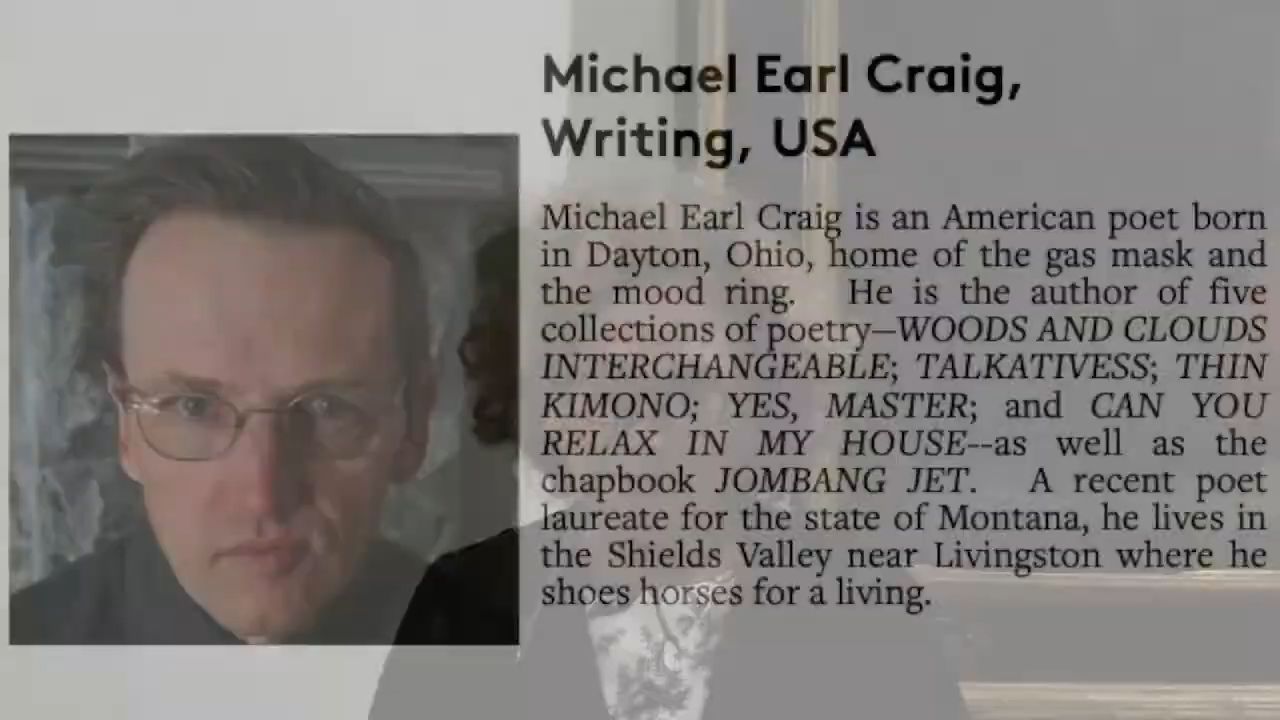 Michael Earl Craig,
Writing, USA
Michael Earl Craig is an American poet born
in Dayton, Ohio, home of the gas mask and
the mood ring. He is the author of five
collections of poetry—WOODS AND CLOUDS
INTERCHANGEABLE; TALKATIVESS; THIN
KIMONO; YES, MASTER; and CAN YOU
RELAX IN MY HOUSE--as well as the
chapbook JOMBANG JET. A recent poet
laureate for the state of Montana, he lives in
the Shields Valley near Livingston where he
shoes horses for a living.